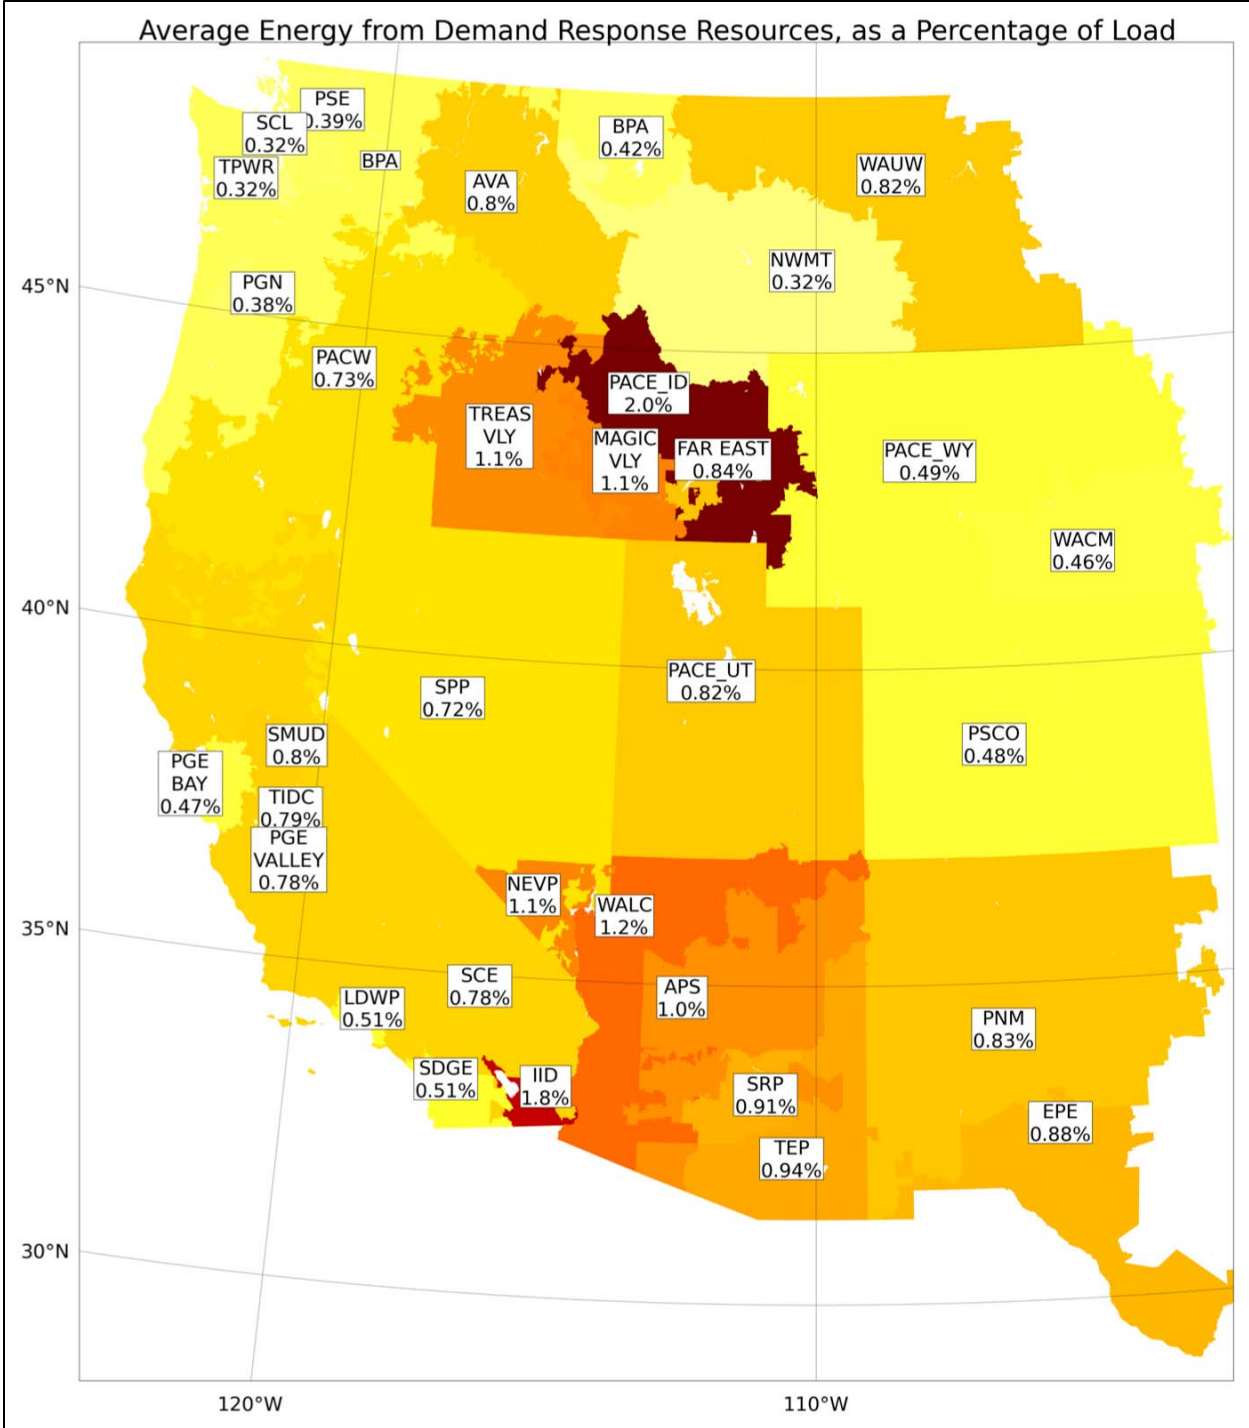 Average Energy from Demand Response Resources, as a Percentage of Load
PSE
0.39%
SCL
0.32%
TPWR
0.32%
BPA
BPA
0.42%
AVA
0.8%
WAUW
0.82%
NWMT
0.32%
45°N
PGN
0.38%
PACW
0.73%
PACE_ID
2.0%
TREAS
VLY
1.1%
MAGIC
VLY
1.1%
FAR EAST
0.84%
PACE_WY
0.49%
WACM
0.46%
40°N
PACE_UT
0.82%
SPP
0.72%
SMUD
0.8%
PSCO
0.48%
PGE
BAY
0.47%
TIDC
0.79%
PGE
VALLEY
0.78%
NEVP
1.1%
WALC
1.2%
35°N
SCE
0.78%
LDWP
0.51%
APS
1.0%
PNM
0.83%
SDGE
0.51%
IID
1.8%
SRP
0.91%
EPE
0.88%
TEP
0.94%
30°N
120°W
110°W